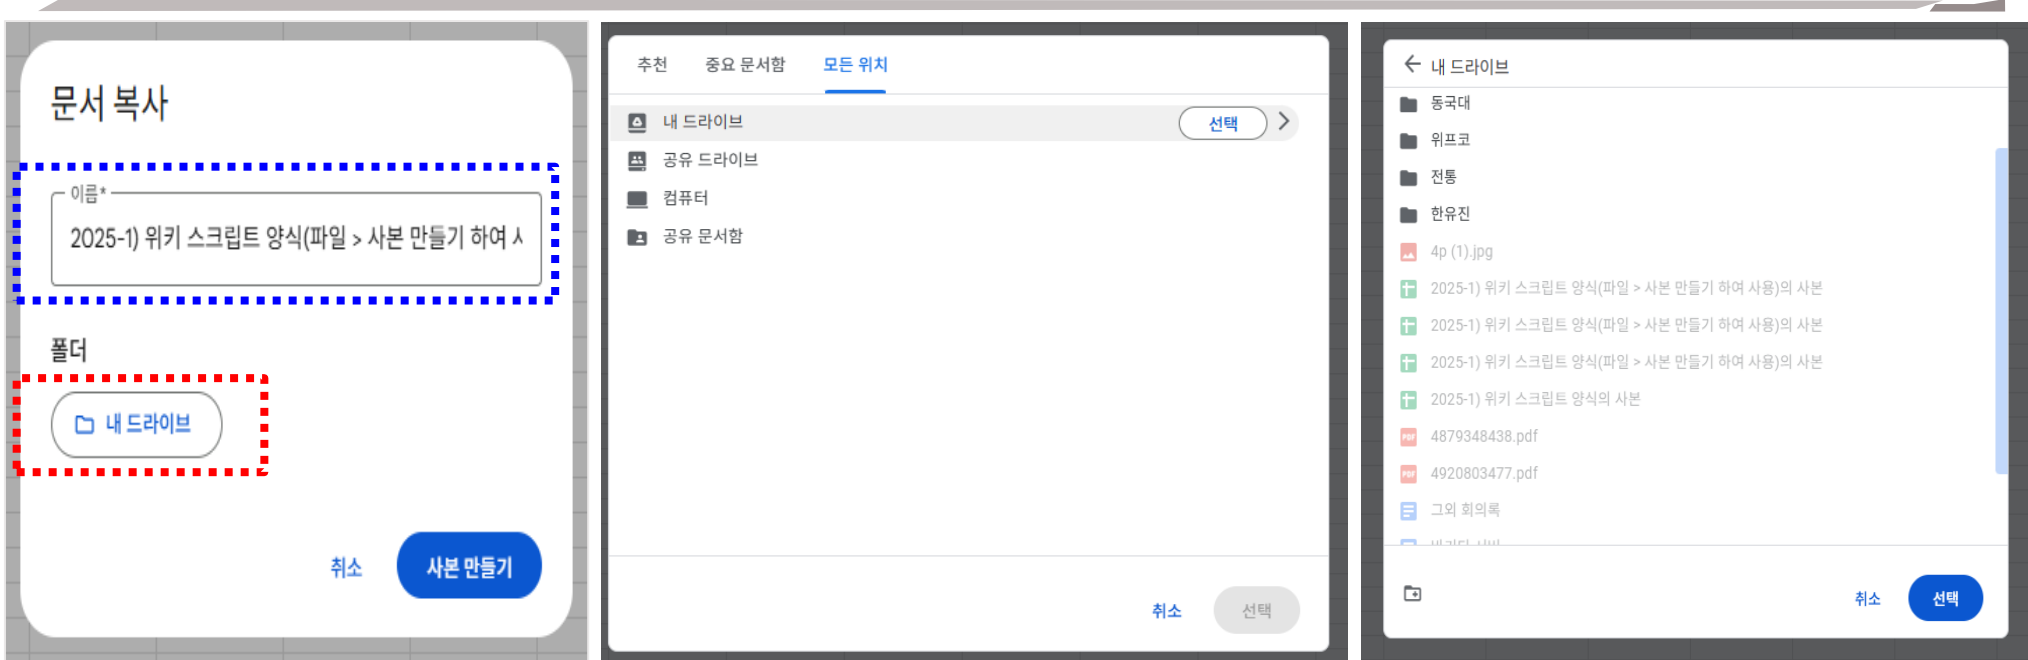 문서 복사
이름*
2025-1) 위키 스크립트 양식(파일 > 사본 만들기 하여 사
폴더
내 드라이브
취소
사본 만들기
추천
중요 문서함
모든 위치
내 드라이브
선택
공유 드라이브
컴퓨터
공유 문서함
취소
선택
내 드라이브
동국대
위프코
전통
한유진
4p (1).jpg
2025-1) 위키 스크립트 양식(파일 > 사본 만들기 하여 사용)의 사본
2025-1) 위키 스크립트 양식(파일 > 사본 만들기 하여 사용)의 사본
2025-1) 위키 스크립트 양식(파일 > 사본 만들기 하여 사용)의 사본
2025-1) 위키 스크립트 양식의 사본
PDF 4879348438.pdf
PDF 4920803477.pdf
그외 회의록
취소
선택